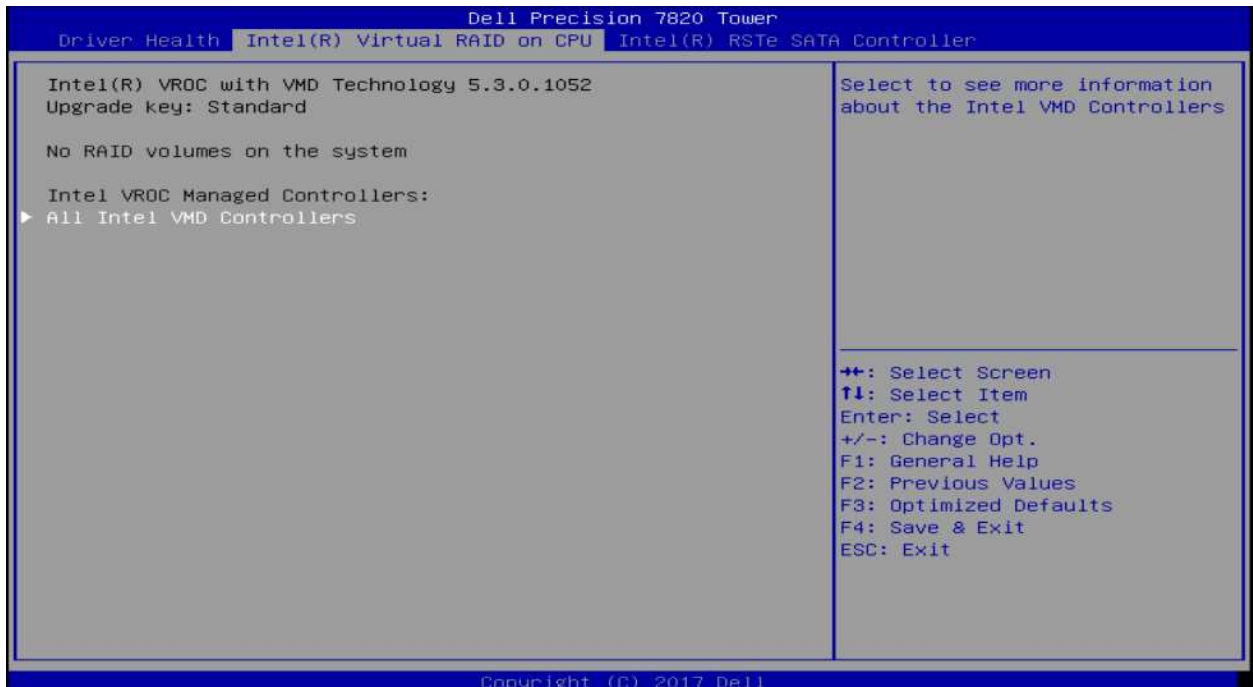 Dell Precision 7820 Tower
Driver Health Intel(R) Virtual RAID on CPU Intel(R) RSTe SATA Controller
Intel(R) VROC with VMD Technology 5.3.0.1052
Upgrade key: Standard
No RAID volumes on the system
Intel VROC Managed Controllers:
▶ All Intel VMD Controllers
Select to see more information
about the Intel VMD Controllers
→←: Select Screen
↑↓: Select Item
Enter: Select
+/-: Change Opt.
F1: General Help
F2: Previous Values
F3: Optimized Defaults
F4: Save & Exit
ESC: Exit
Copyright (C) 2017 Dell